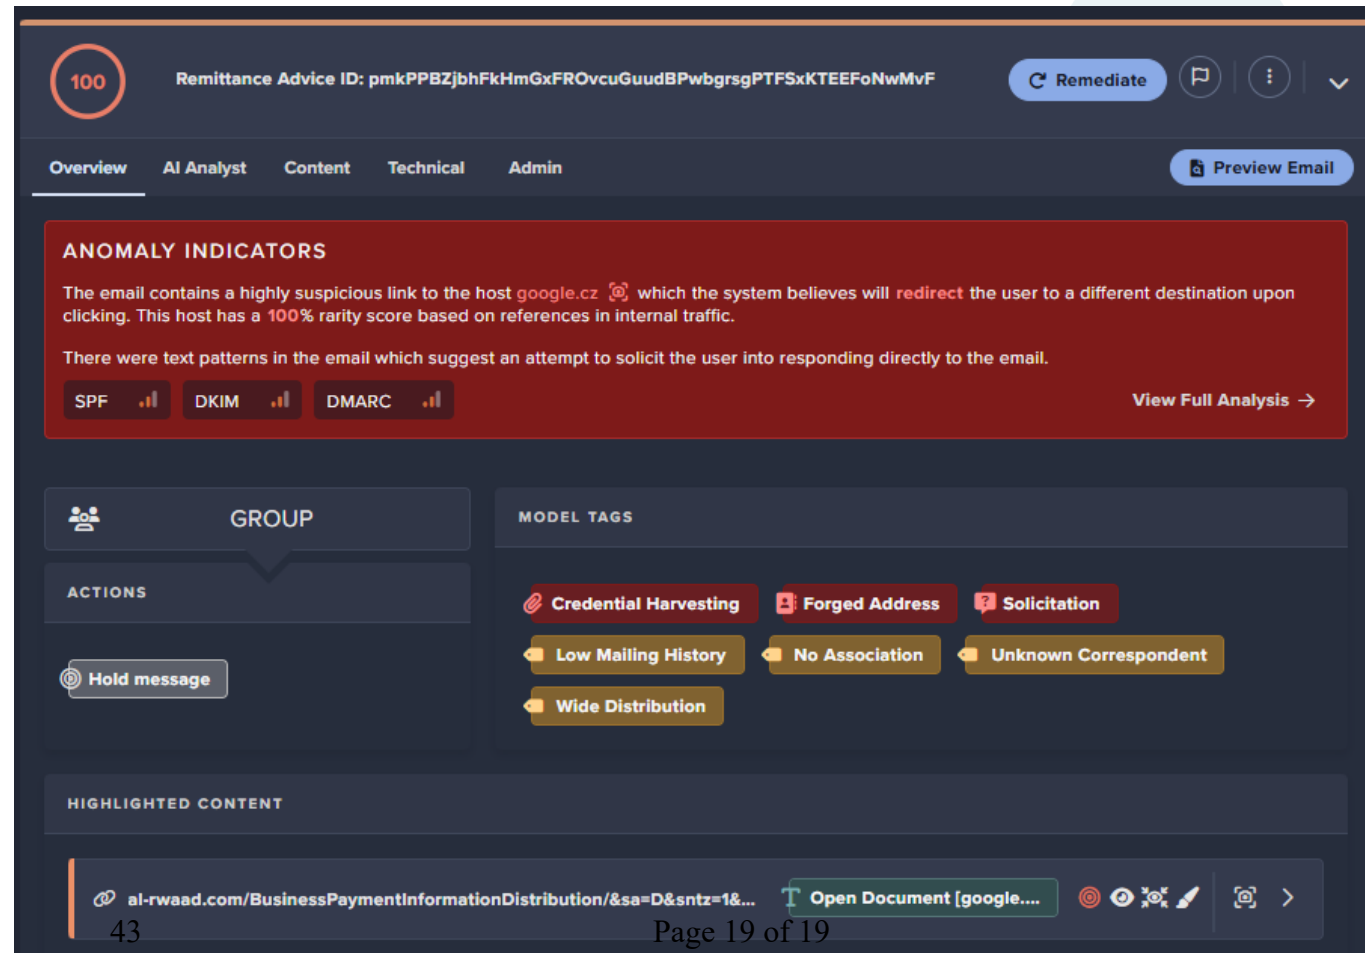 100
Remittance Advice ID: pmkPPBZjbhFkHmGxFROvcuGuudBPwbgrsgPTFSxKTEEFoNwMvF
Remediate
Overview AI Analyst Content Technical Admin
Preview Email
ANOMALY INDICATORS
The email contains a highly suspicious link to the host google.cz which the system believes will redirect the user to a different destination upon
clicking. This host has a 100% rarity score based on references in internal traffic.
There were text patterns in the email which suggest an attempt to solicit the user into responding directly to the email.
SPF DKIM DMARC
View Full Analysis →
GROUP
ACTIONS
Hold message
MODEL TAGS
Credential Harvesting Forged Address Solicitation
Low Mailing History No Association Unknown Correspondent
Wide Distribution
HIGHLIGHTED CONTENT
al-rwaad.com/BusinessPaymentInformationDistribution/&sa=D&sntz=1&... Open Document [google....
43 Page 19 of 19